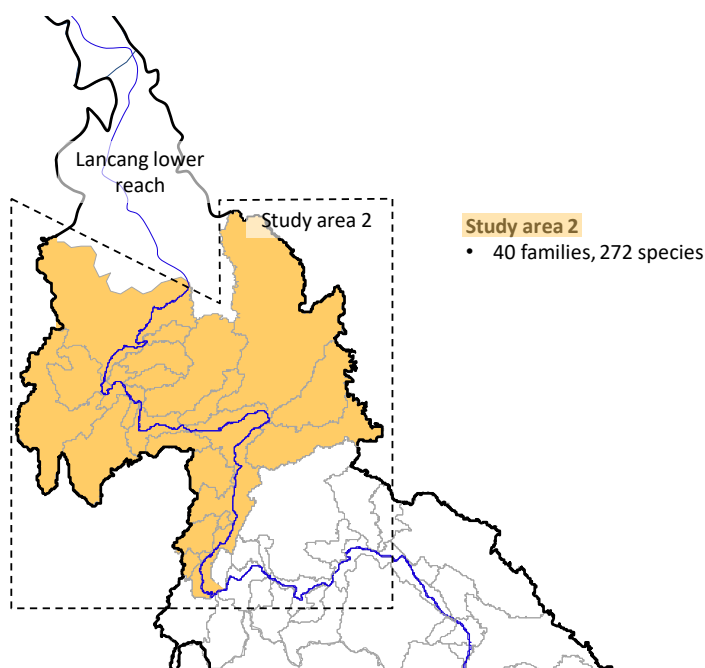 Lancang lower
reach
Study area 2
Study area 2
• 40 families, 272 species